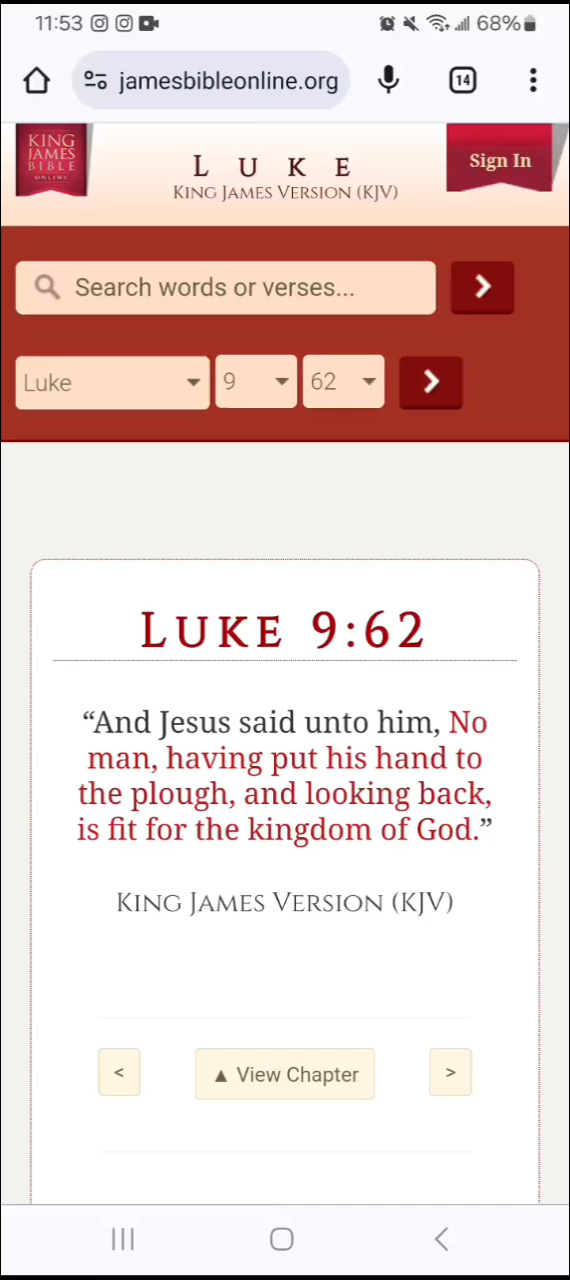 11:53 68%
jamesbibleonline.org 14
KING
JAMES
BIBLE
ONLINE
LUKE
KING JAMES VERSION (KJV)
Sign In
Search words or verses...
Luke 9 62
LUKE 9:62
“And Jesus said unto him, No
man, having put his hand to
the plough, and looking back,
is fit for the kingdom of God.”
KING JAMES VERSION (KJV)
< ▲ View Chapter >